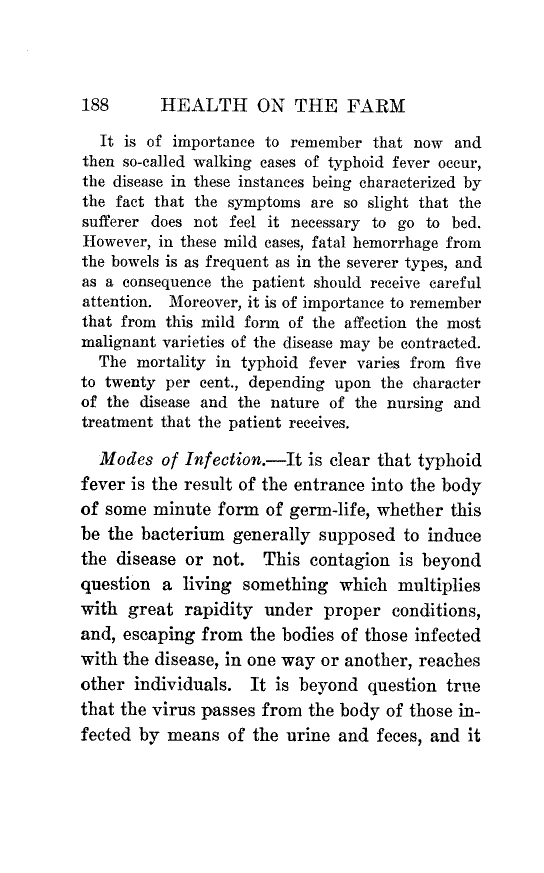 188 HEALTH ON THE FARM
It is of importance to remember that now and
then so-called walking cases of typhoid fever occur,
the disease in these instances being characterized by
the fact that the symptoms are so slight that the
sufferer does not feel it necessary to go to bed.
However, in these mild cases, fatal hemorrhage from
the bowels is as frequent as in the severer types, and
as a consequence the patient should receive careful
attention. Moreover, it is of importance to remember
that from this mild form of the affection the most
malignant varieties of the disease may be contracted.
The mortality in typhoid fever varies from five
to twenty per cent., depending upon the character
of the disease and the nature of the nursing and
treatment that the patient receives.
Modes of Infection.—It is clear that typhoid
fever is the result of the entrance into the body
of some minute form of germ-life, whether this
be the bacterium generally supposed to induce
the disease or not. This contagion is beyond
question a living something which multiplies
with great rapidity under proper conditions,
and, escaping from the bodies of those infected
with the disease, in one way or another, reaches
other individuals. It is beyond question true
that the virus passes from the body of those in-
fected by means of the urine and feces, and it